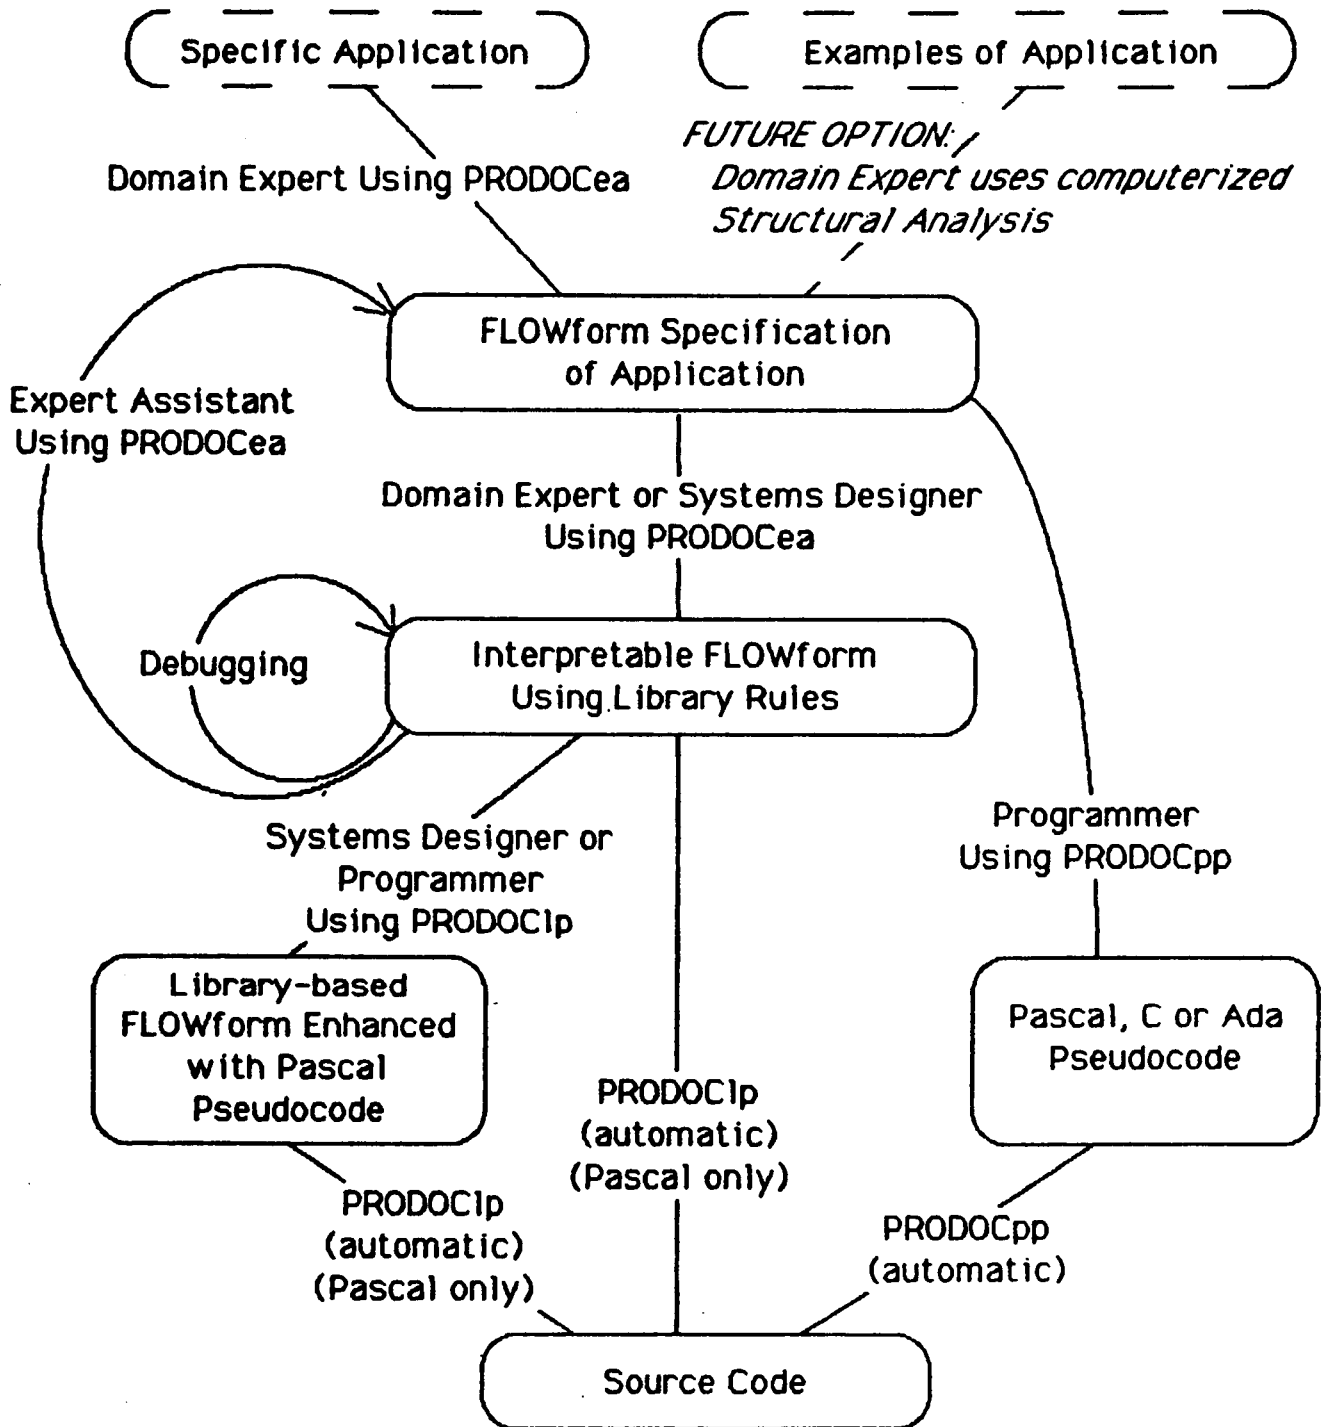 Specific Application
Examples of Application
FUTURE OPTION:
Domain Expert uses computerized
Structural Analysis
Domain Expert Using PRODOCea
FLOWform Specification
of Application
Expert Assistant
Using PRODOCea
Domain Expert or Systems Designer
Using PRODOCea
Debugging
Interpretable FLOWform
Using Library Rules
Systems Designer or
Programmer
Using PRODOClp
Programmer
Using PRODOCpp
Library-based
FLOWform Enhanced
with Pascal
Pseudocode
Pascal, C or Ada
Pseudocode
PRODOClp
(automatic)
(Pascal only)
PRODOClp
(automatic)
(Pascal only)
PRODOCpp
(automatic)
Source Code